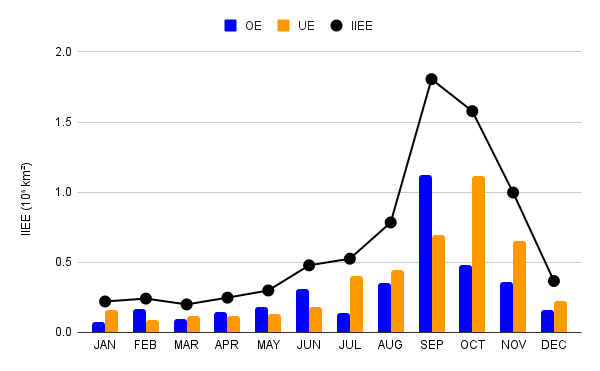 OE UE IIEE
2.0
1.5
1.0
0.5
0.0
IIEE (10⁶ km²)
JAN FEB MAR APR MAY JUN JUL AUG SEP OCT NOV DEC